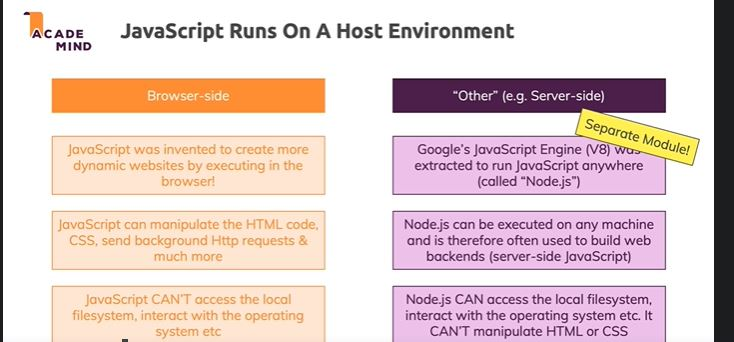 ACADE
MIND
JavaScript Runs On A Host Environment
Browser-side
JavaScript was invented to create more
dynamic websites by executing in the
browser!
JavaScript can manipulate the HTML code,
CSS, send background Http requests &
much more
JavaScript CAN'T access the local
filesystem, interact with the operating
system etc
“Other” (e.g. Server-side)
Separate Module!
Google's JavaScript Engine (V8) was
extracted to run JavaScript anywhere
(called “Node.js”)
Node.js can be executed on any machine
and is therefore often used to build web
backends (server-side JavaScript)
Node.js CAN access the local filesystem,
interact with the operating system etc. It
CAN'T manipulate HTML or CSS